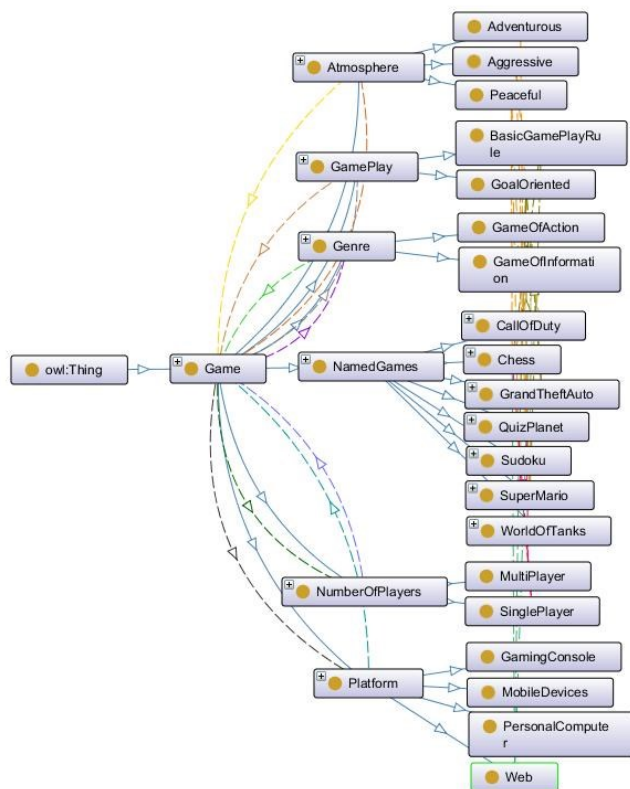 Adventurous
Atmosphere
Aggressive
Peaceful
BasicGamePlayRu
le
GamePlay
GoalOriented
GameOfAction
Genre
GameOfInformati
on
CallOfDuty
owl:Thing
Game
NamedGames
Chess
GrandTheftAuto
QuizPlanet
Sudoku
SuperMario
WorldOfTanks
MultiPlayer
NumberOfPlayers
SinglePlayer
GamingConsole
Platform
MobileDevices
PersonalCompute
r
Web